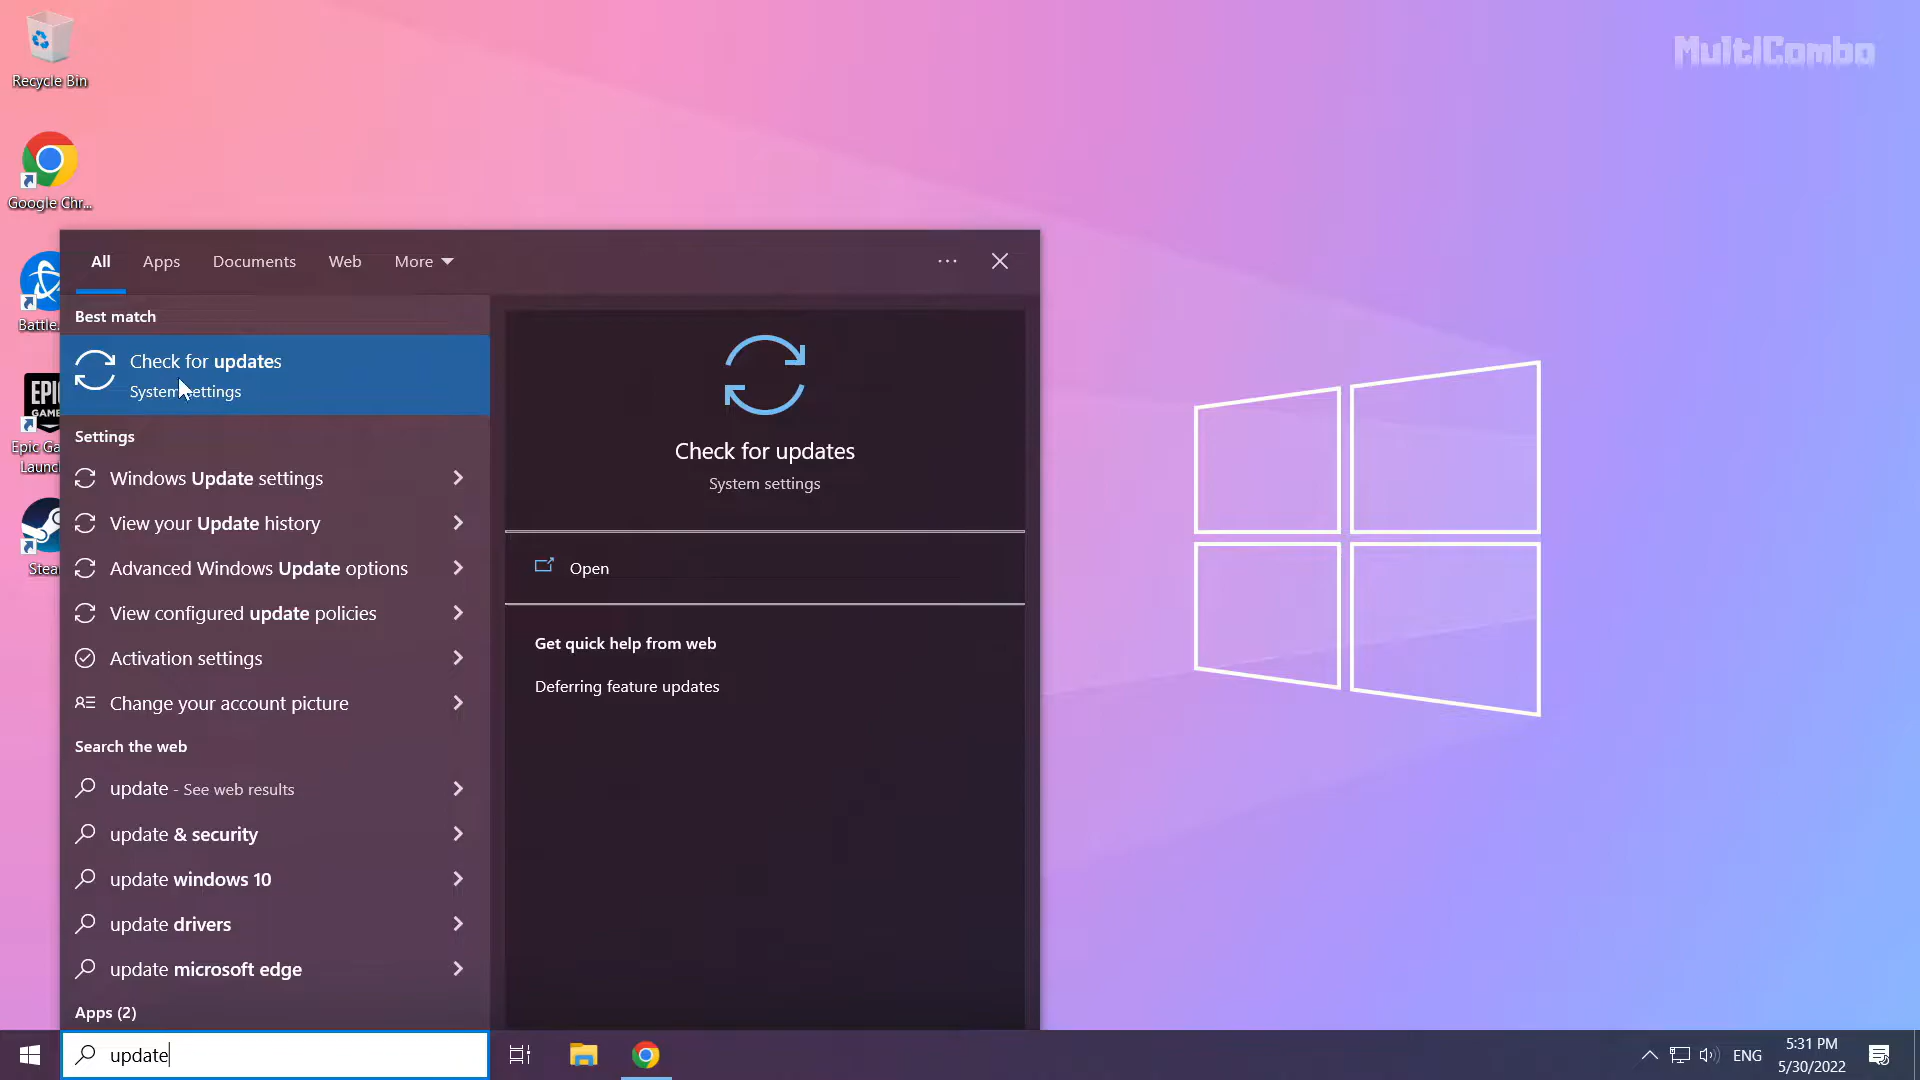 MultiCombo
Recycle Bin
Google Chr...
Battle.
EPIC
GAM
Epic Ga
Launc
Stea
All
Apps
Documents
Web
More
Best match
Check for updates
System settings
Settings
Windows Update settings
View your Update history
Advanced Windows Update options
View configured update policies
Activation settings
Change your account picture
Search the web
update - See web results
update & security
update windows 10
update drivers
update microsoft edge
Apps (2)
update
Check for updates
System settings
Open
Get quick help from web
Deferring feature updates
ENG
5:31 PM
5/30/2022